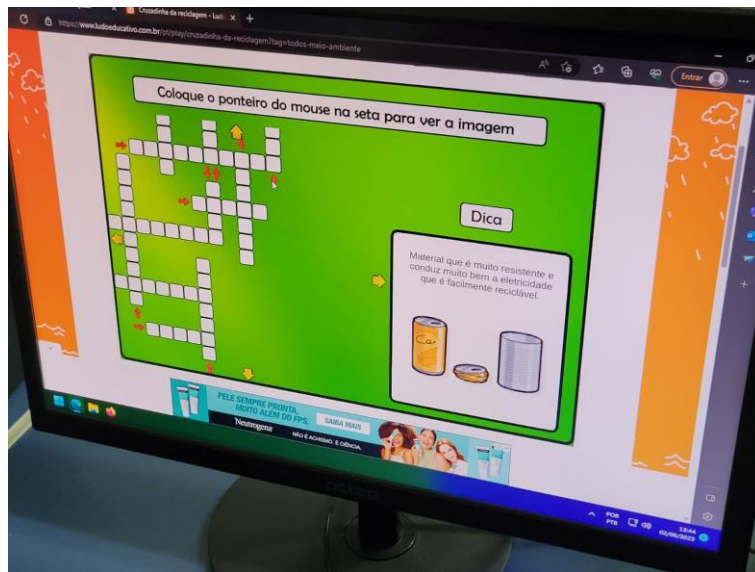 Cruzadinha da reciclagem - Ludo
https://www.ludoeducativo.com.br/pt/play/cruzadinha-da-reciclagem?tag=todos-meio-ambiente
Entrar
Coloque o ponteiro do mouse na seta para ver a imagem
Dica
Material que é muito resistente e
conduz muito bem a eletricidade
que é facilmente reciclável.
PELE SEMPRE PRONTA,
MUITO ALÉM DO FPS.
SAIBA MAIS
Neutrogena
NÃO É ACHISMO. É CIÊNCIA.
POR
PTB
13:44
02/06/2023